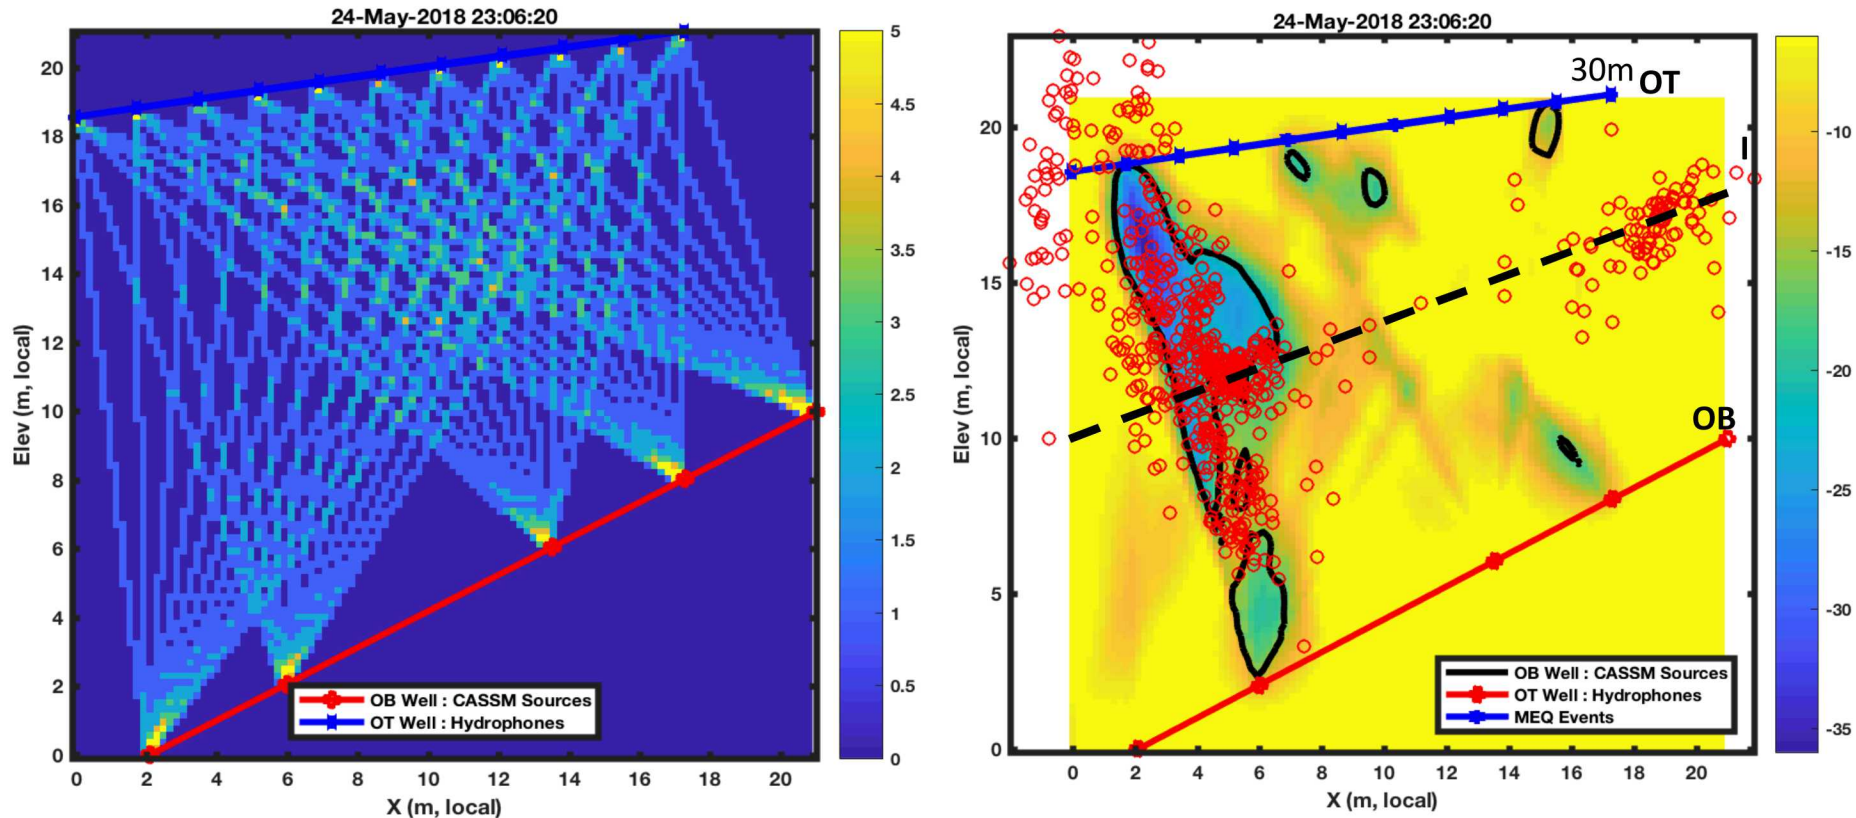 24-May-2018 23:06:20
Elev (m, local)
20
18
16
14
12
10
8
6
4
2
0
0 2 4 6 8 10 12 14 16 18 20
X (m, local)
OB Well : CASSM Sources
OT Well : Hydrophones
5
4.5
4
3.5
3
2.5
2
1.5
1
0.5
0
24-May-2018 23:06:20
30m OT
I
OB
Elev (m, local)
20
15
10
5
0
0 2 4 6 8 10 12 14 16 18 20
X (m, local)
OB Well : CASSM Sources
OT Well : Hydrophones
MEQ Events
-10
-15
-20
-25
-30
-35